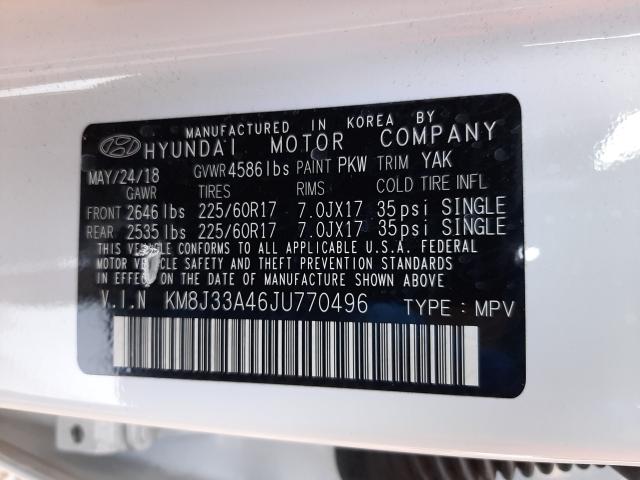 MANUFACTURED IN KOREA BY
HYUNDAI MOTOR COMPANY
MAY/24/18 GVWR 4586lbs PAINT PKW TRIM YAK
GAWR TIRES RIMS COLD TIRE INFL
FRONT 2646 lbs 225/60R17 7.0JX17 35psi SINGLE
REAR 2535 lbs 225/60R17 7.0JX17 35psi SINGLE
THIS VEHICLE CONFORMS TO ALL APPLICABLE U.S.A. FEDERAL
MOTOR VEHICLE SAFETY AND THEFT PREVENTION STANDARDS
IN EFFECT ON THE DATE OF MANUFACTURE SHOWN ABOVE
V.I.N KM8J33A46JU770496 TYPE : MPV